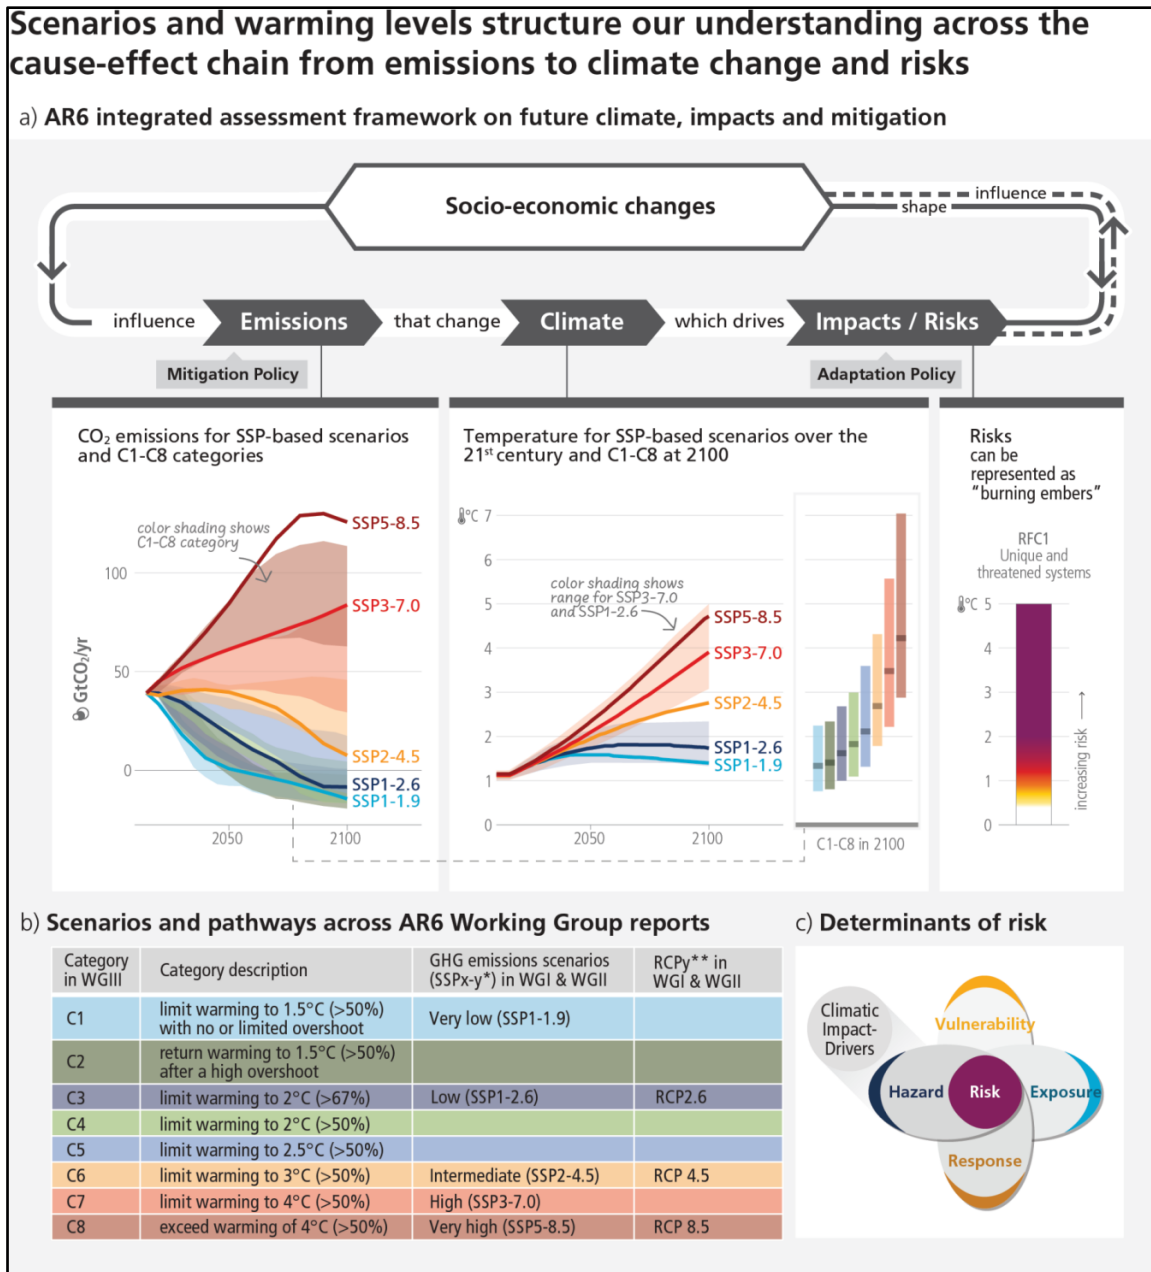 Scenarios and warming levels structure our understanding across the
cause-effect chain from emissions to climate change and risks
a) AR6 integrated assessment framework on future climate, impacts and mitigation
Socio-economic changes
influence
shape
influence
Emissions
that change
Climate
which drives
Impacts / Risks
Mitigation Policy
Adaptation Policy
CO₂ emissions for SSP-based scenarios
and C1-C8 categories
color shading shows
C1-C8 category
SSP5-8.5
100
SSP3-7.0
50
GtCO₂/yr
SSP2-4.5
0
SSP1-2.6
SSP1-1.9
2050
2100
Temperature for SSP-based scenarios over the
21st century and C1-C8 at 2100
°C 7
6
color shading shows
range for SSP3-7.0
and SSP1-2.6
5
SSP5-8.5
4
SSP3-7.0
3
SSP2-4.5
2
SSP1-2.6
SSP1-1.9
1
0
2050
2100
C1-C8 in 2100
Risks
can be
represented as
“burning embers”
RFC1
Unique and
threatened systems
°C 5
4
3
2
1
0
increasing risk
b) Scenarios and pathways across AR6 Working Group reports
Category
in WGIII
Category description
GHG emissions scenarios
(SSPx-y*) in WGI & WGII
RCPy** in
WGI & WGII
C1
limit warming to 1.5°C (>50%)
with no or limited overshoot
Very low (SSP1-1.9)
C2
return warming to 1.5°C (>50%)
after a high overshoot
C3
limit warming to 2°C (>67%)
Low (SSP1-2.6)
RCP2.6
C4
limit warming to 2°C (>50%)
C5
limit warming to 2.5°C (>50%)
C6
limit warming to 3°C (>50%)
Intermediate (SSP2-4.5)
RCP 4.5
C7
limit warming to 4°C (>50%)
High (SSP3-7.0)
C8
exceed warming of 4°C (>50%)
Very high (SSP5-8.5)
RCP 8.5
c) Determinants of risk
Climatic
Impact-
Drivers
Vulnerability
Hazard
Risk
Exposure
Response